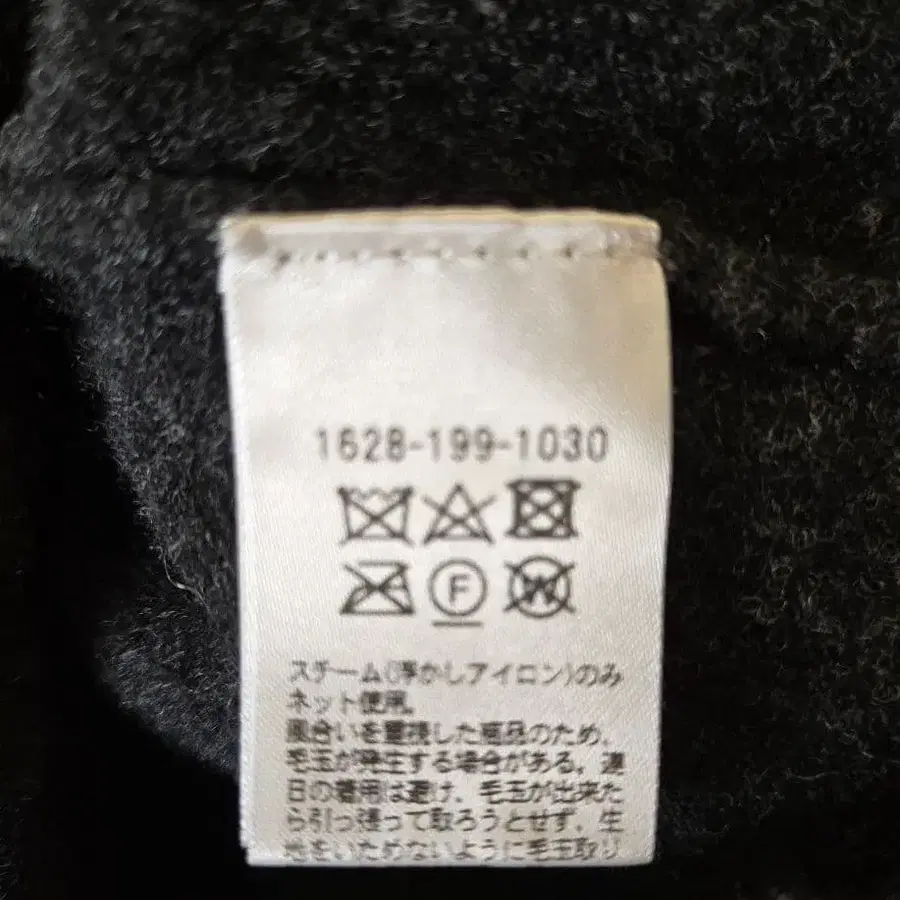 1628-199-1030
F W
スチーム(浮かしアイロン)のみ
ネット使用。
風合いを重視した商品のため、
毛玉が発生する場合がある。連
日の着用は避け、毛玉が出来た
ら引っ張って取ろうとせず、生
地をいためないように毛玉取り